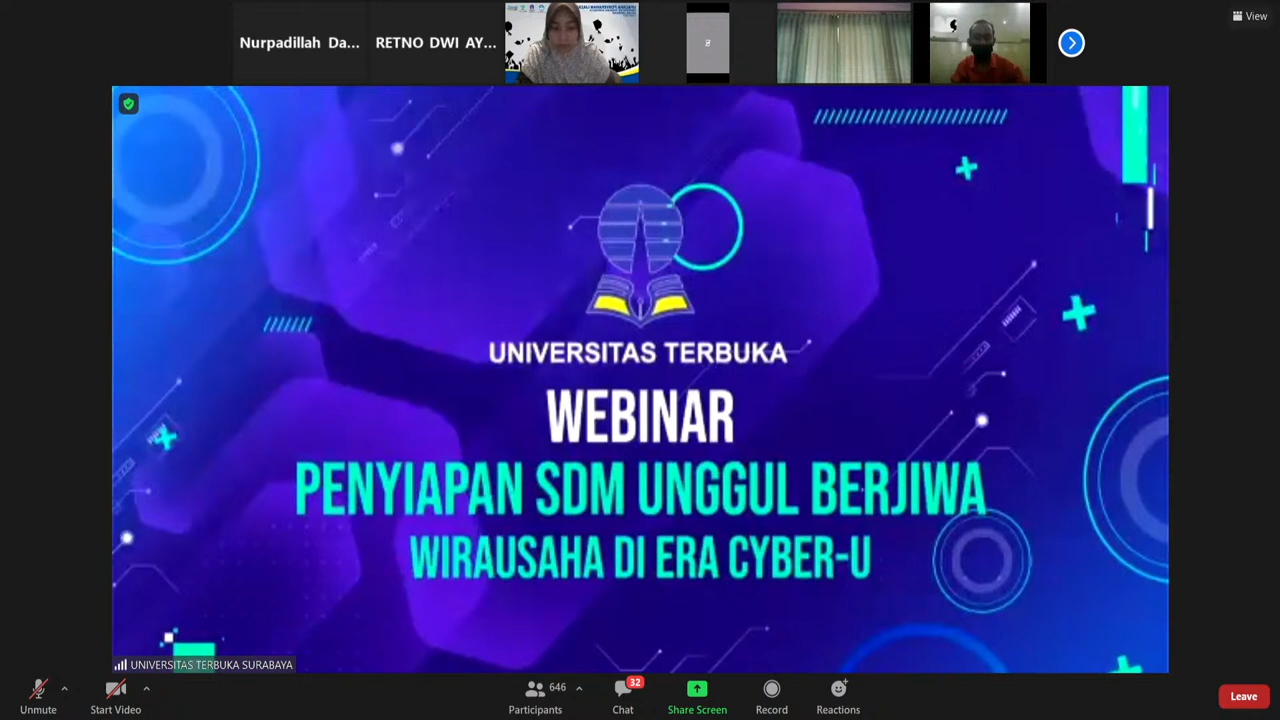 Nurpadillah Da...
RETNO DWI AY...
View
UNIVERSITAS TERBUKA
WEBINAR
PENYIAPAN SDM UNGGUL BERJIWA
WIRAUSAHA DI ERA CYBER-U
UNIVERSITAS TERBUKA SURABAYA
Unmute
Start Video
646
Participants
32
Chat
Share Screen
Record
Reactions
Leave